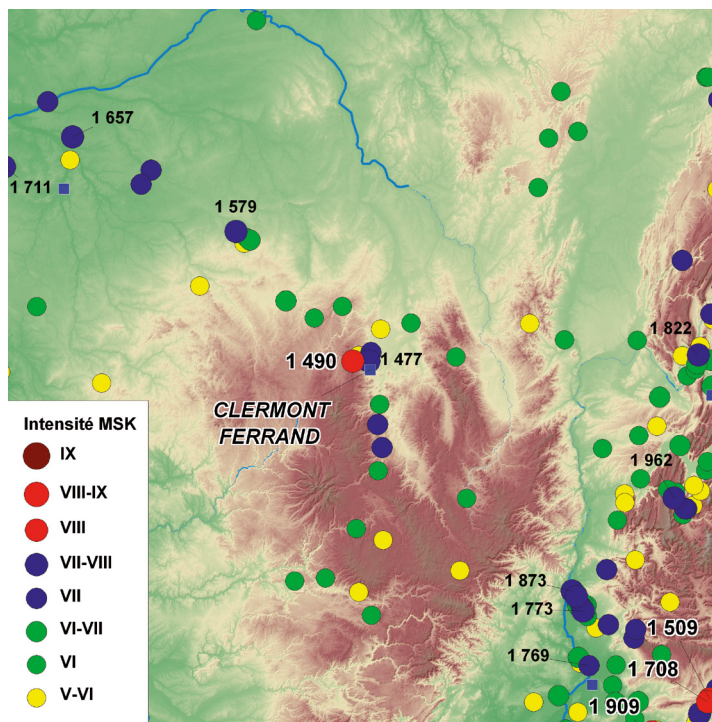 1 657
1 711
1 579
1 822
1 490
1 477
CLERMONT
FERRAND
Intensité MSK
IX
VIII-IX
VIII
VII-VIII
VII
VI-VII
VI
V-VI
1 962
1 873
1 773
1 509
1 769
1 708
1 909